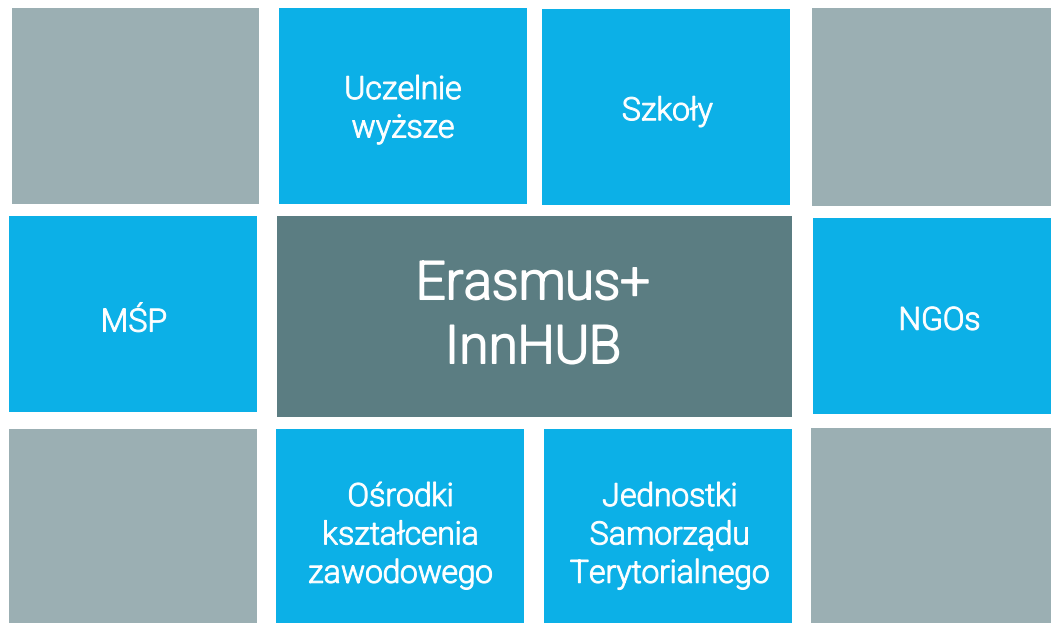 Uczelnie
wyższe
Szkoły
MŚP
Erasmus+
InnHUB
NGOs
Ośrodki
kształcenia
zawodowego
Jednostki
Samorządu
Terytorialnego